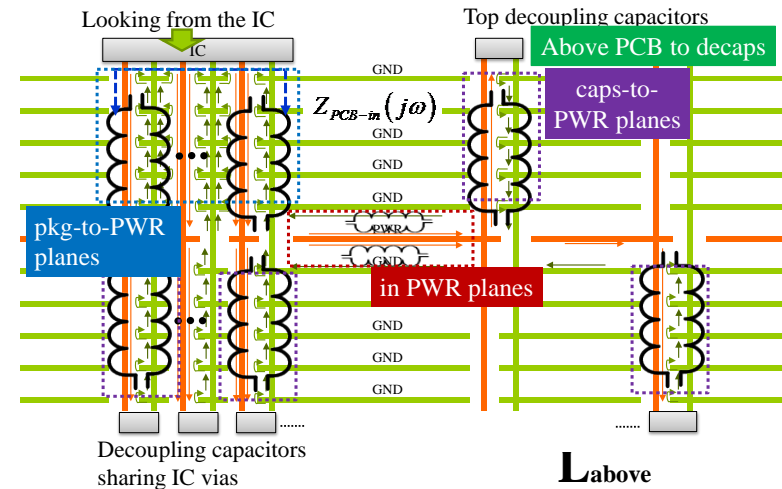 Looking from the IC
Top decoupling capacitors
IC
Above PCB to decaps
GND
caps-to-
PWR planes
Z_PCB-in(jω)
GND
GND
GND
GND
pkg-to-PWR
planes
PWR
GND
in PWR planes
GND
GND
GND
.......
.......
Decoupling capacitors
sharing IC vias
Labove